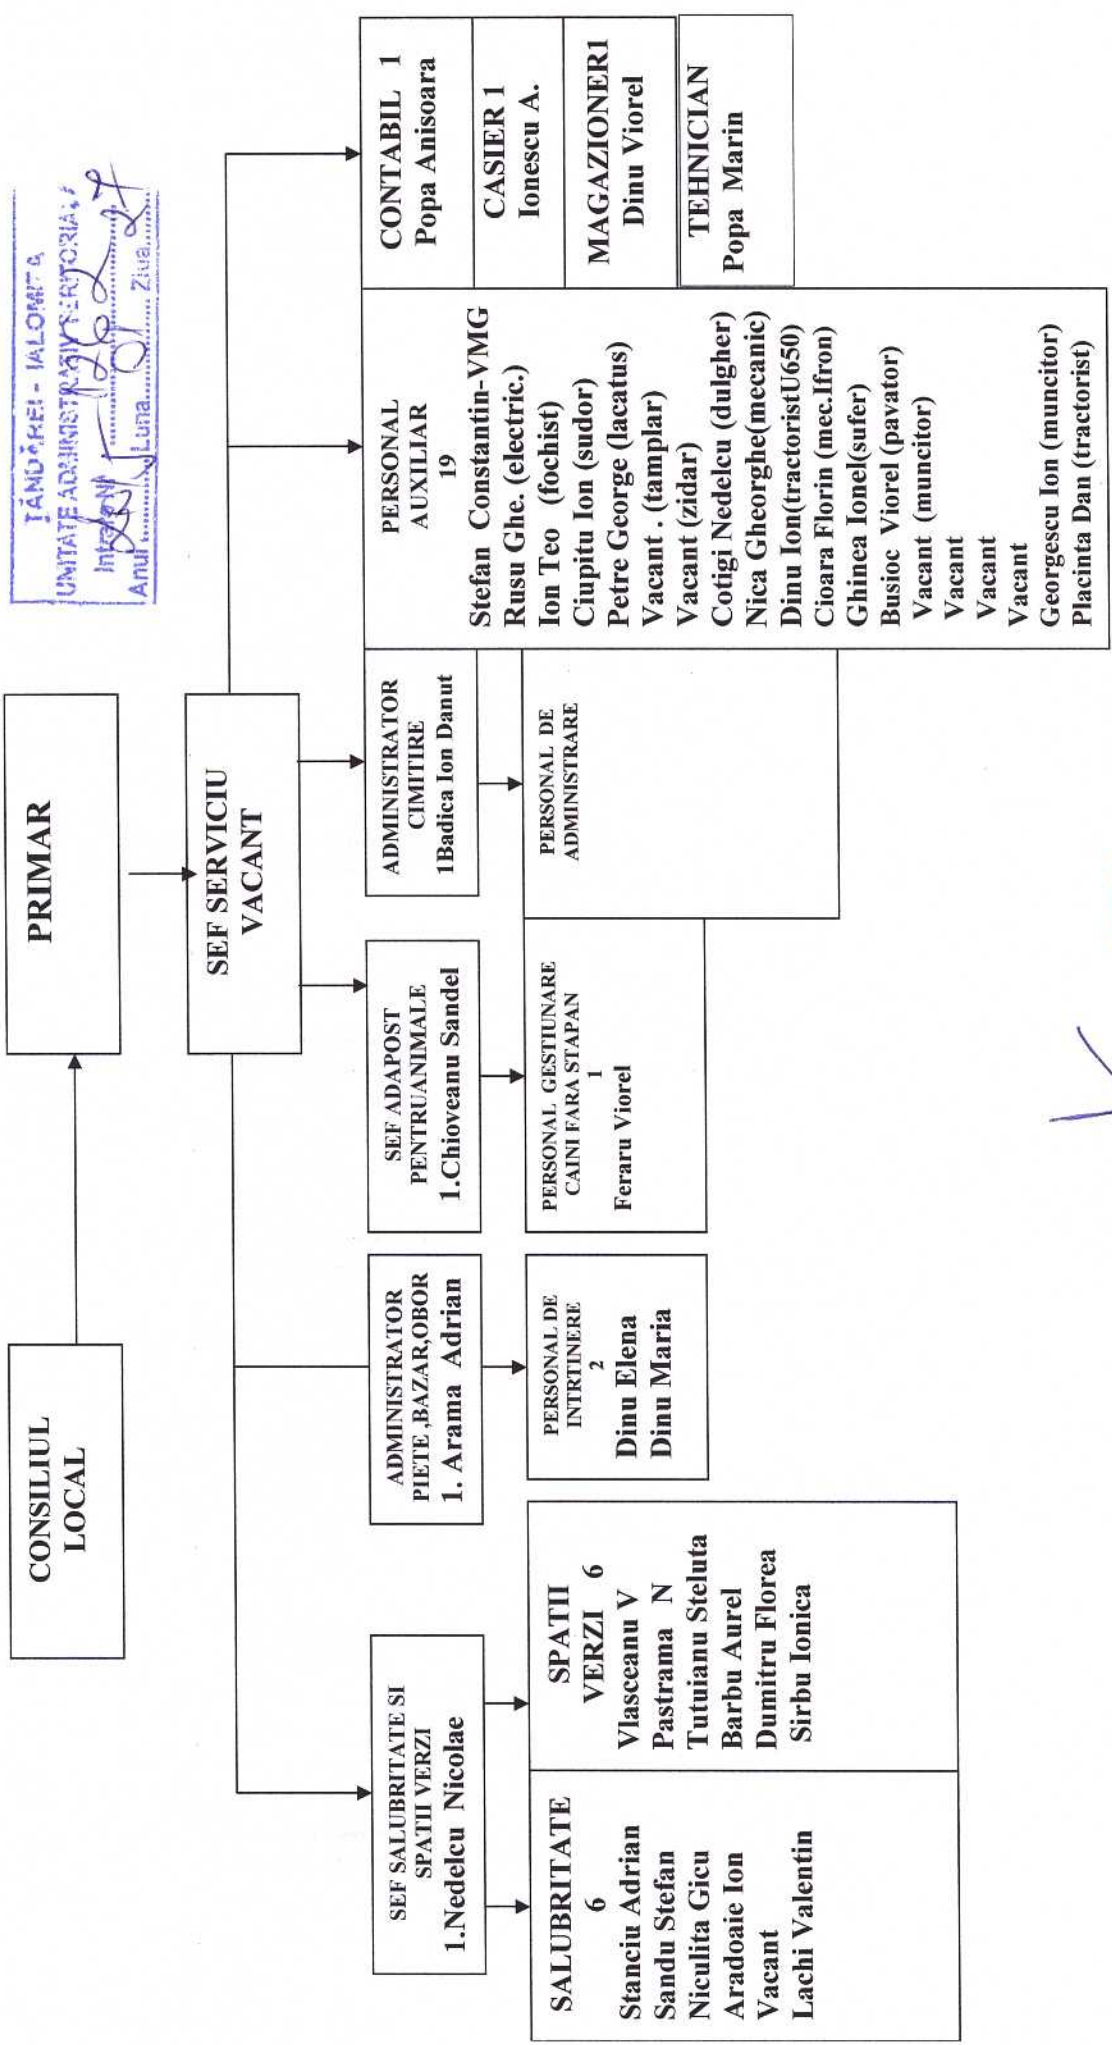 CONSILIUL
LOCAL
PRIMAR
ȚĂNDĂREI - IALOMIȚA
UNITATE ADMINISTRATIV TERITORIALĂ
Intrare Nr
Anul Luna 01 Ziua 27
SEF SERVICIU
VACANT
SEF SALUBRITATE SI
SPATII VERZI
1.Nedelcu Nicolae
ADMINISTRATOR
PIETE ,BAZAR,OBOR
1. Arama Adrian
SEF ADAPOST
PENTRUANIMALE
1.Chioveanu Sandel
ADMINISTRATOR
CIMITIRE
1Badica Ion Danut
PERSONAL
AUXILIAR
19
Stefan Constantin-VMG
Rusu Ghe. (electric.)
Ion Teo (fochist)
Ciupitu Ion (sudor)
Petre George (lacatus)
Vacant . (tamplar)
Vacant (zidar)
Cotigi Nedelcu (dulgher)
Nica Gheorghe(mecanic)
Dinu Ion(tractoristU650)
Cioara Florin (mec.Ifron)
Ghinea Ionel(sufer)
Busioc Viorel (pavator)
Vacant (muncitor)
Vacant
Vacant
Vacant
Georgescu Ion (muncitor)
Placinta Dan (tractorist)
CONTABIL 1
Popa Anisoara
CASIER 1
Ionescu A.
MAGAZIONER1
Dinu Viorel
TEHNICIAN
Popa Marin
SALUBRITATE
6
Stanciu Adrian
Sandu Stefan
Niculita Gicu
Aradoaie Ion
Vacant
Lachi Valentin
SPATII
VERZI 6
Vlasceanu V
Pastrama N
Tutuianu Steluta
Barbu Aurel
Dumitru Florea
Sirbu Ionica
PERSONAL DE
INTRTINERE
2
Dinu Elena
Dinu Maria
PERSONAL GESTIUNARE
CAINI FARA STAPAN
1
Feraru Viorel
PERSONAL DE
ADMINISTRARE